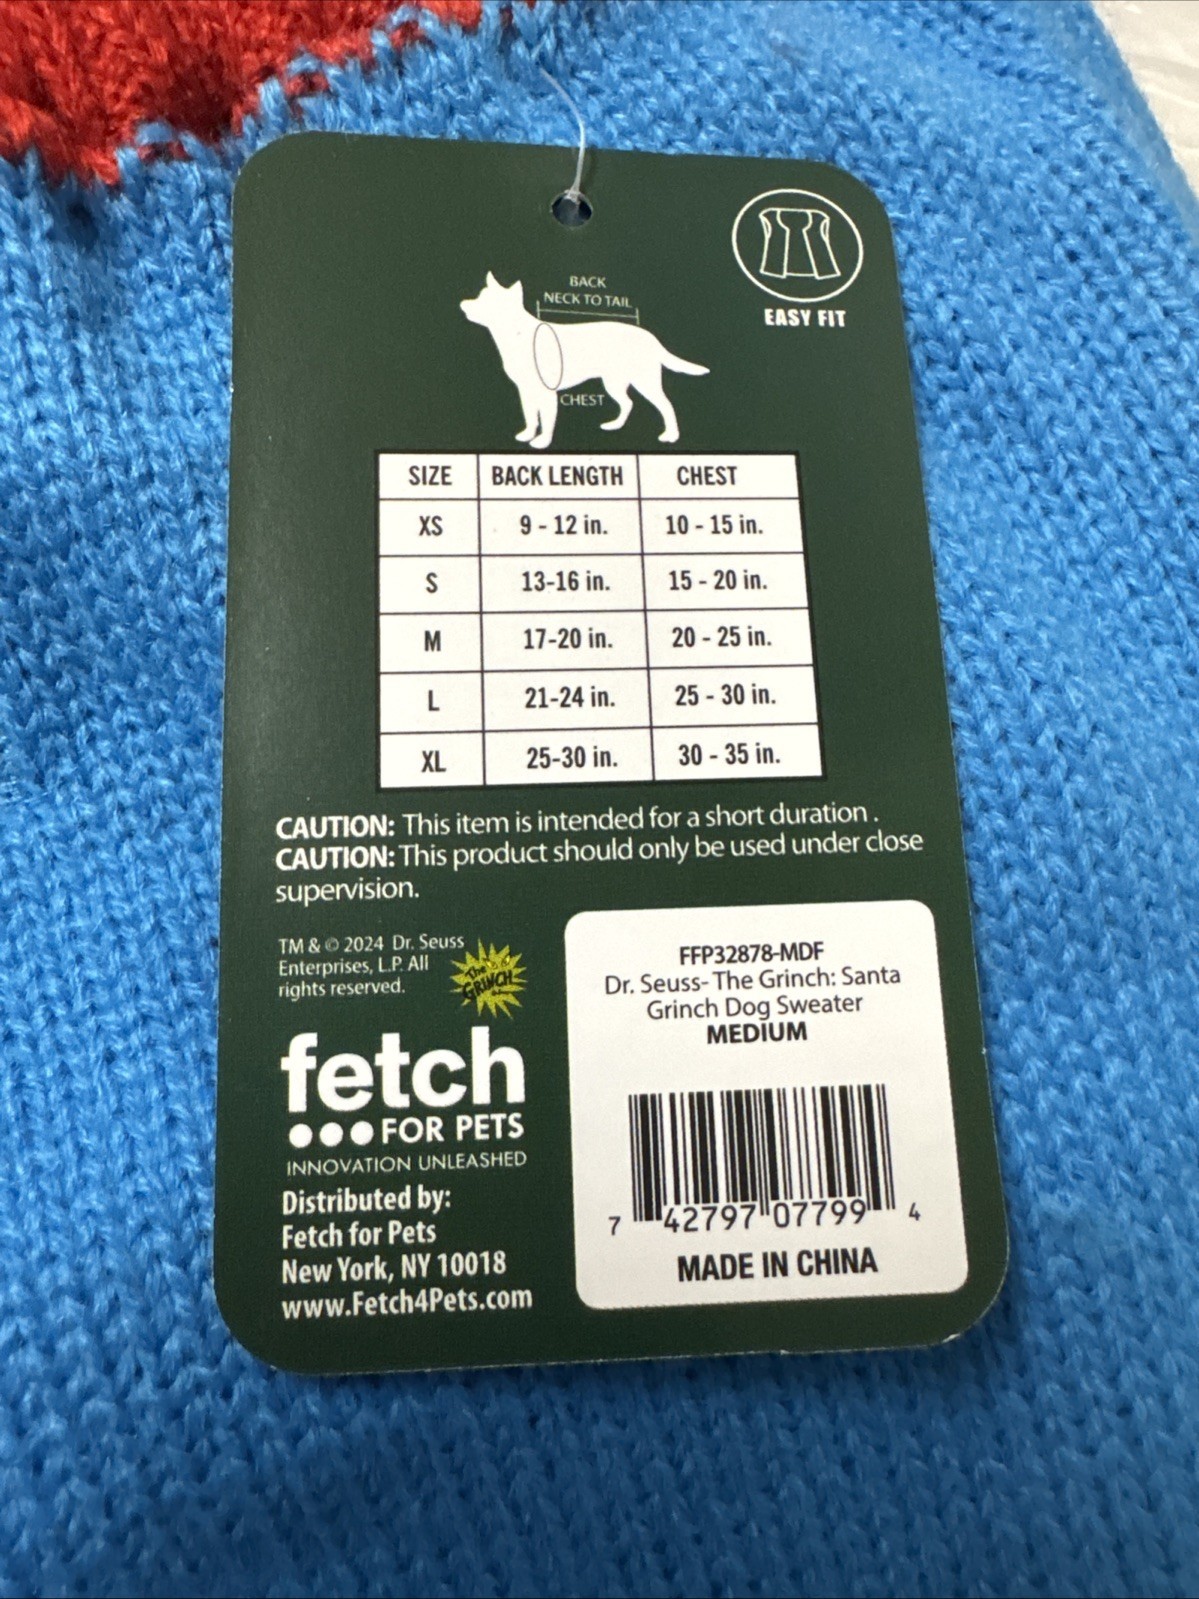 BACK
NECK TO TAIL
CHEST
EASY FIT
SIZE BACK LENGTH CHEST
XS 9 - 12 in. 10 - 15 in.
S 13-16 in. 15 - 20 in.
M 17-20 in. 20 - 25 in.
L 21-24 in. 25 - 30 in.
XL 25-30 in. 30 - 35 in.
CAUTION: This item is intended for a short duration .
CAUTION: This product should only be used under close
supervision.
TM & © 2024 Dr. Seuss
Enterprises, L.P. All
rights reserved.
The
GRINCH
fetch
FOR PETS
INNOVATION UNLEASHED
Distributed by:
Fetch for Pets
New York, NY 10018
www.Fetch4Pets.com
FFP32878-MDF
Dr. Seuss- The Grinch: Santa
Grinch Dog Sweater
MEDIUM
7 42797 07799 4
MADE IN CHINA